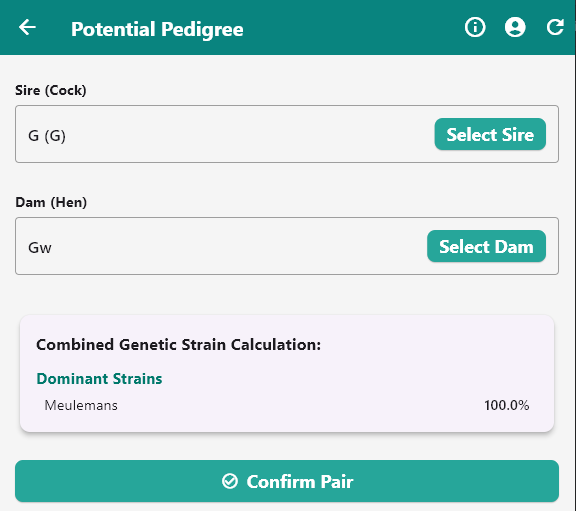 Potential Pedigree
Sire (Cock)
G (G)
Select Sire
Dam (Hen)
Gw
Select Dam
Combined Genetic Strain Calculation:
Dominant Strains
Meulemans 100.0%
Confirm Pair